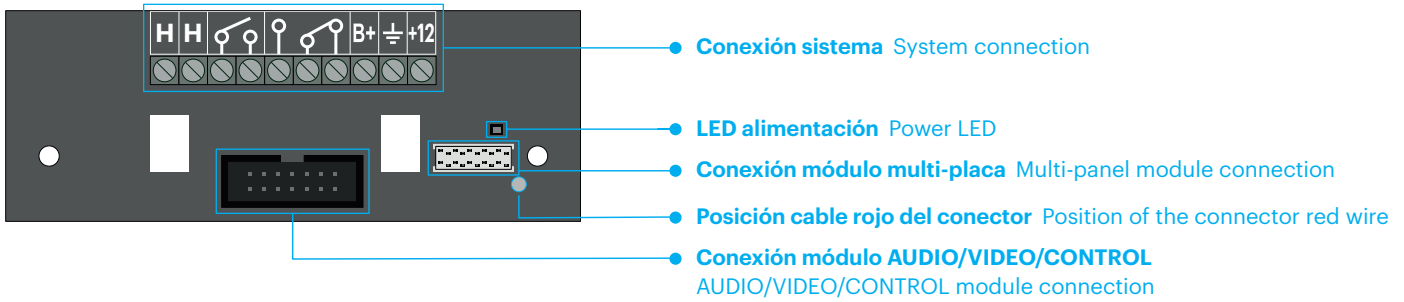 H H B+ +12
Conexión sistema System connection
LED alimentación Power LED
Conexión módulo multi-placa Multi-panel module connection
Posición cable rojo del conector Position of the connector red wire
Conexión módulo AUDIO/VIDEO/CONTROL
AUDIO/VIDEO/CONTROL module connection